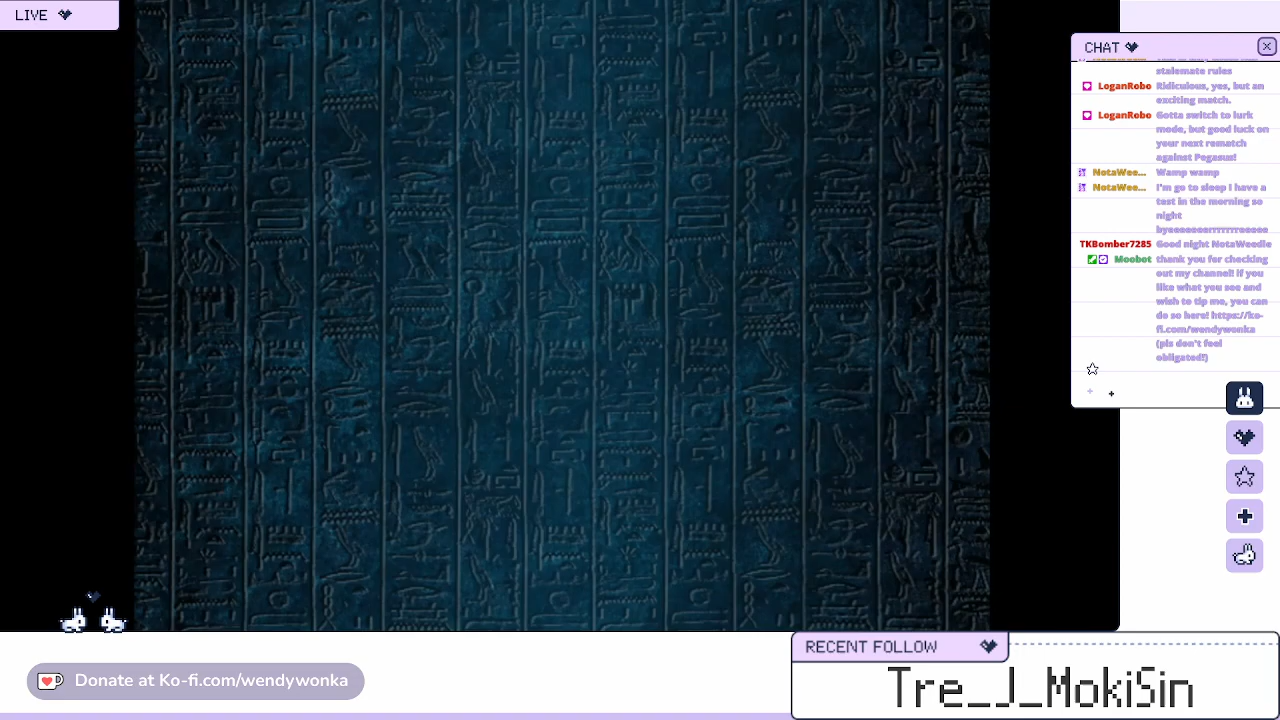 LIVE
CHAT
stalemate rules
LoganRobo Ridiculous, yes, but an
exciting match.
LoganRobo Gotta switch to lurk
mode, but good luck on
your next rematch
against Pegasus!
NotaWee... Wamp wamp
NotaWee... I'm go to sleep I have a
test in the morning so
night
byeeeeeerrrrrreeeee
TKBomber7285 Good night NotaWeedle
Moobot thank you for checking
out my channel! if you
like what you see and
wish to tip me, you can
do so here! https://ko-
fi.com/wendywonka
(pls don't feel
obligated!)
RECENT FOLLOW
Tre_J_MokiSin
Donate at Ko-fi.com/wendywonka